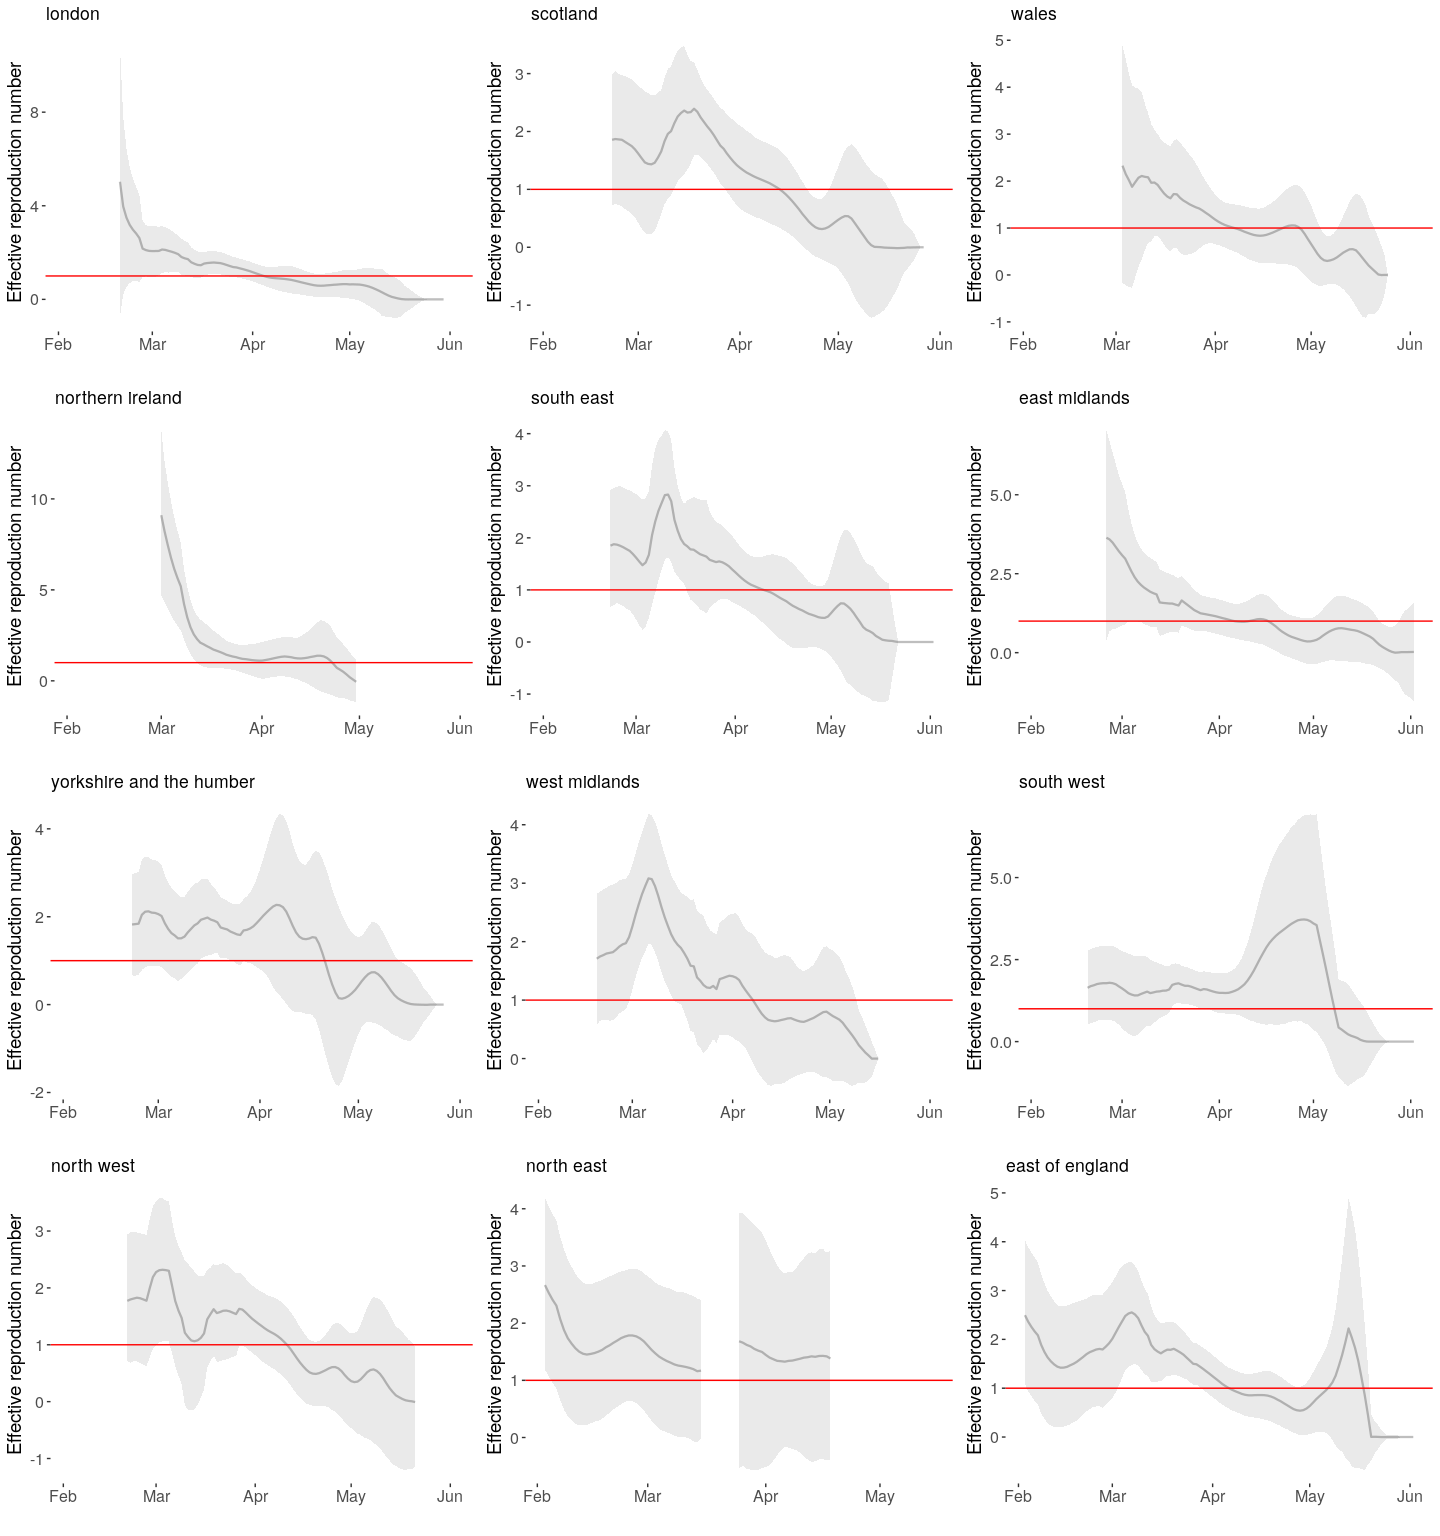 london
scotland
wales
Effective reproduction number
8
4
0
Feb Mar Apr May Jun
Effective reproduction number
3
2
1
0
-1
Feb Mar Apr May Jun
Effective reproduction number
5
4
3
2
1
0
-1
Feb Mar Apr May Jun
northern ireland
south east
east midlands
Effective reproduction number
10
5
0
Feb Mar Apr May Jun
Effective reproduction number
4
3
2
1
0
-1
Feb Mar Apr May Jun
Effective reproduction number
5.0
2.5
0.0
Feb Mar Apr May Jun
yorkshire and the humber
west midlands
south west
Effective reproduction number
4
2
0
-2
Feb Mar Apr May Jun
Effective reproduction number
4
3
2
1
0
Feb Mar Apr May Jun
Effective reproduction number
5.0
2.5
0.0
Feb Mar Apr May Jun
north west
north east
east of england
Effective reproduction number
3
2
1
0
-1
Feb Mar Apr May Jun
Effective reproduction number
4
3
2
1
0
Feb Mar Apr May
Effective reproduction number
5
4
3
2
1
0
Feb Mar Apr May Jun